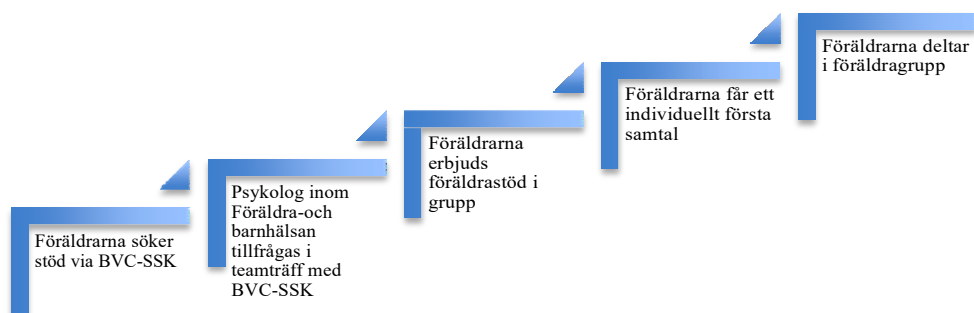 Föräldrarna söker
stöd via BVC-SSK
Psykolog inom
Föräldra-och
barnhälsan
tillfrågas i
teamträff med
BVC-SSK
Föräldrarna
erbjuds
föräldrastöd i
grupp
Föräldrarna får ett
individuellt första
samtal
Föräldrarna deltar
i föräldragrupp